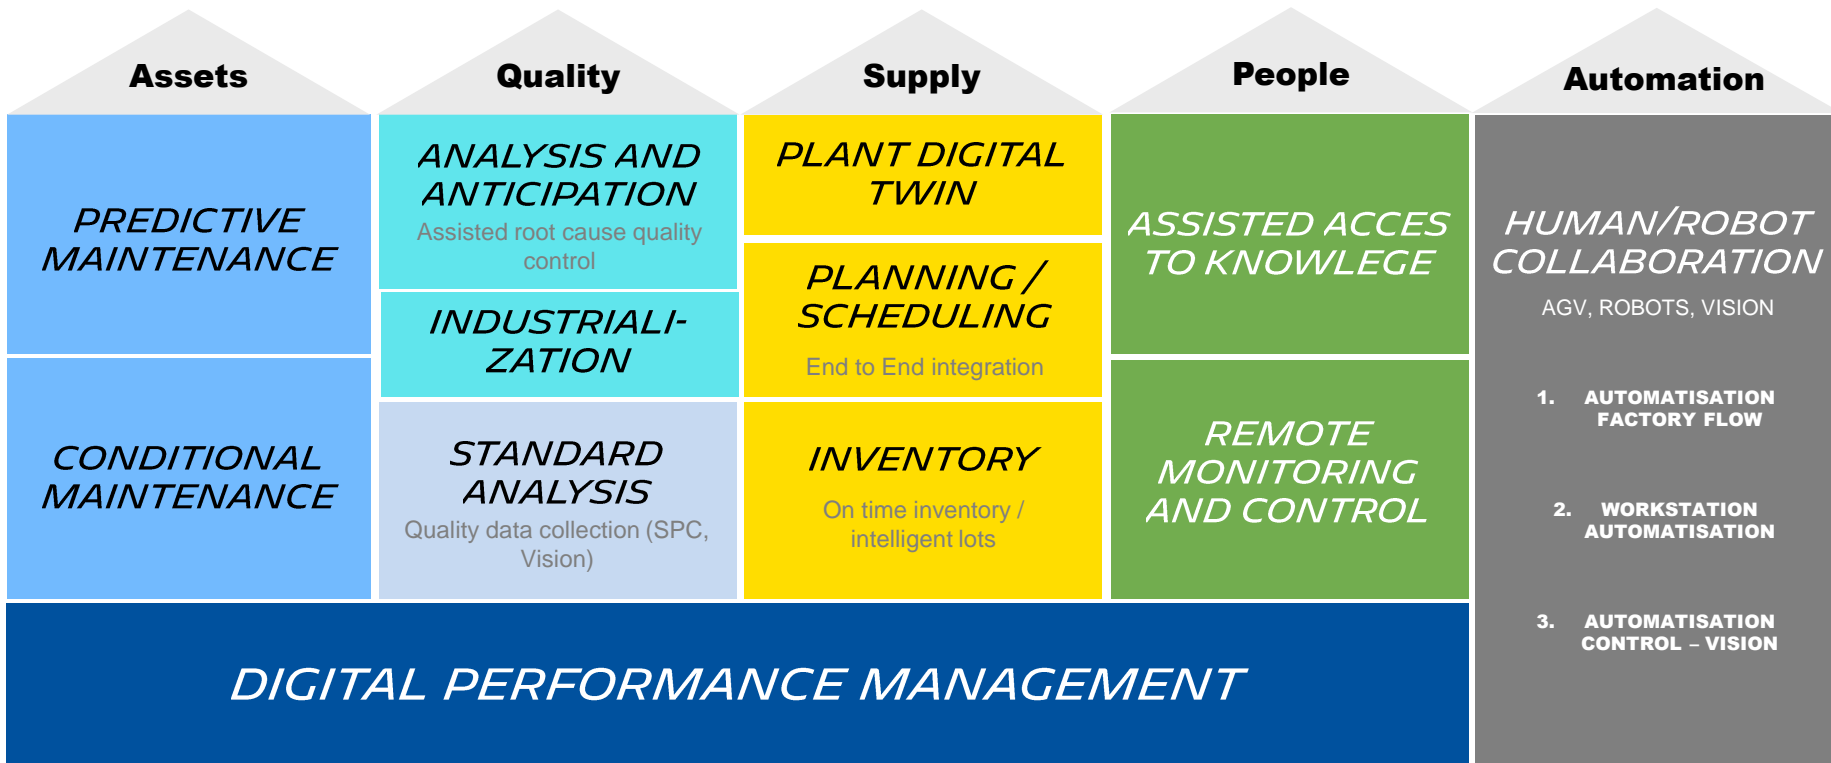 Assets
PREDICTIVE
MAINTENANCE
CONDITIONAL
MAINTENANCE
Quality
ANALYSIS AND
ANTICIPATION
Assisted root cause quality
control
INDUSTRIALI-
ZATION
STANDARD
ANALYSIS
Quality data collection (SPC,
Vision)
Supply
PLANT DIGITAL
TWIN
PLANNING /
SCHEDULING
End to End integration
INVENTORY
On time inventory /
intelligent lots
People
ASSISTED ACCES
TO KNOWLEGE
REMOTE
MONITORING
AND CONTROL
DIGITAL PERFORMANCE MANAGEMENT
Automation
HUMAN/ROBOT
COLLABORATION
AGV, ROBOTS, VISION
1. AUTOMATISATION
FACTORY FLOW
2. WORKSTATION
AUTOMATISATION
3. AUTOMATISATION
CONTROL – VISION